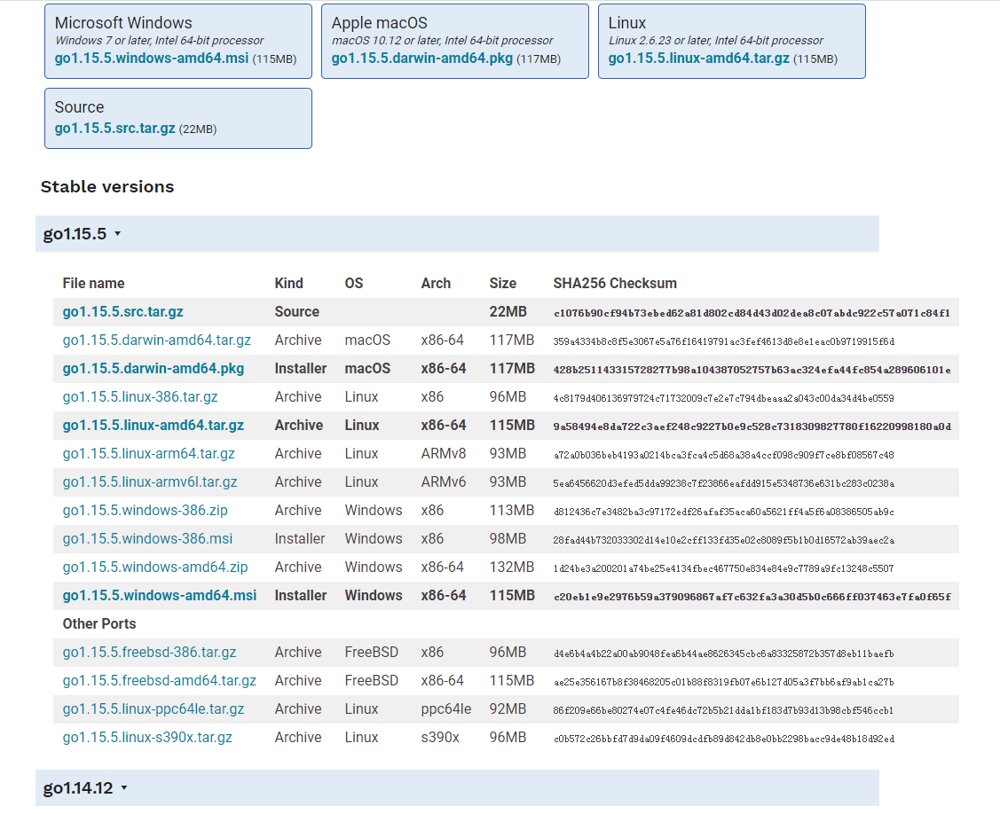 Microsoft Windows
Windows 7 or later, Intel 64-bit processor
go1.15.5.windows-amd64.msi (115MB)
Apple macOS
macOS 10.12 or later, Intel 64-bit processor
go1.15.5.darwin-amd64.pkg (117MB)
Linux
Linux 2.6.23 or later, Intel 64-bit processor
go1.15.5.linux-amd64.tar.gz (115MB)
Source
go1.15.5.src.tar.gz (22MB)
Stable versions
go1.15.5 ▾
File name Kind OS Arch Size SHA256 Checksum
go1.15.5.src.tar.gz Source 22MB c1076b90cf94b73ebed62a81d802cd84d43d02dea8c07abdc922c57a071c84f1
go1.15.5.darwin-amd64.tar.gz Archive macOS x86-64 117MB 359a4334b8c8f5e3067e5a76f16419791ac3fef4613d8e8e1eac0b9719915f6d
go1.15.5.darwin-amd64.pkg Installer macOS x86-64 117MB 428b251143315728277b98a104387052757b63ac324efa44fc854a289606101e
go1.15.5.linux-386.tar.gz Archive Linux x86 96MB 4c8179d406136979724c71732009c7e2e7c794dbeaaa2a043c00da34d4be0559
go1.15.5.linux-amd64.tar.gz Archive Linux x86-64 115MB 9a58494e8da722c3aef248c9227b0e9c528c7318309827780f16220998180a0d
go1.15.5.linux-arm64.tar.gz Archive Linux ARMv8 93MB a72a0b036beb4193a0214bca3fca4c5d68a38a4ccf098c909f7ce8bf08567c48
go1.15.5.linux-armv6l.tar.gz Archive Linux ARMv6 93MB 5ea6456620d3efed5dda99238c7f23866eafdd915e5348736e631bc283c0238a
go1.15.5.windows-386.zip Archive Windows x86 113MB d812436c7e3482ba3c97172edf26afaf35aca60a5621ff4a5f6a08386505ab9c
go1.15.5.windows-386.msi Installer Windows x86 98MB 28fad44b732033302d14e10e2cff133fd35e02c8089f5b1b0d16572ab39aec2a
go1.15.5.windows-amd64.zip Archive Windows x86-64 132MB 1d24be3a200201a74be25e4134fbec467750e834e84e9c7789a9fc13248c5507
go1.15.5.windows-amd64.msi Installer Windows x86-64 115MB c20eb1e9e2976b59a379096867af7c632fa3a30d5b0c666ff037463e7fa0f65f
Other Ports
go1.15.5.freebsd-386.tar.gz Archive FreeBSD x86 96MB d4e6b4a4b22a00ab9048fea6b44ae8626345cbc6a83325872b357d8eb11baefb
go1.15.5.freebsd-amd64.tar.gz Archive FreeBSD x86-64 115MB ae25e356167b8f38468205c01b88f8319fb07e6b127d05a3f7bb6af9ab1ca27b
go1.15.5.linux-ppc64le.tar.gz Archive Linux ppc64le 92MB 86f209e66be80274e07c4fe46dc72b5b21dda1bf183d7b93d13b98cbf546ccb1
go1.15.5.linux-s390x.tar.gz Archive Linux s390x 96MB c0b572c26bbfd7d9da09f4609dcdfb89d842db8e0bb2298bacc9de48b18d92ed
go1.14.12 ▾